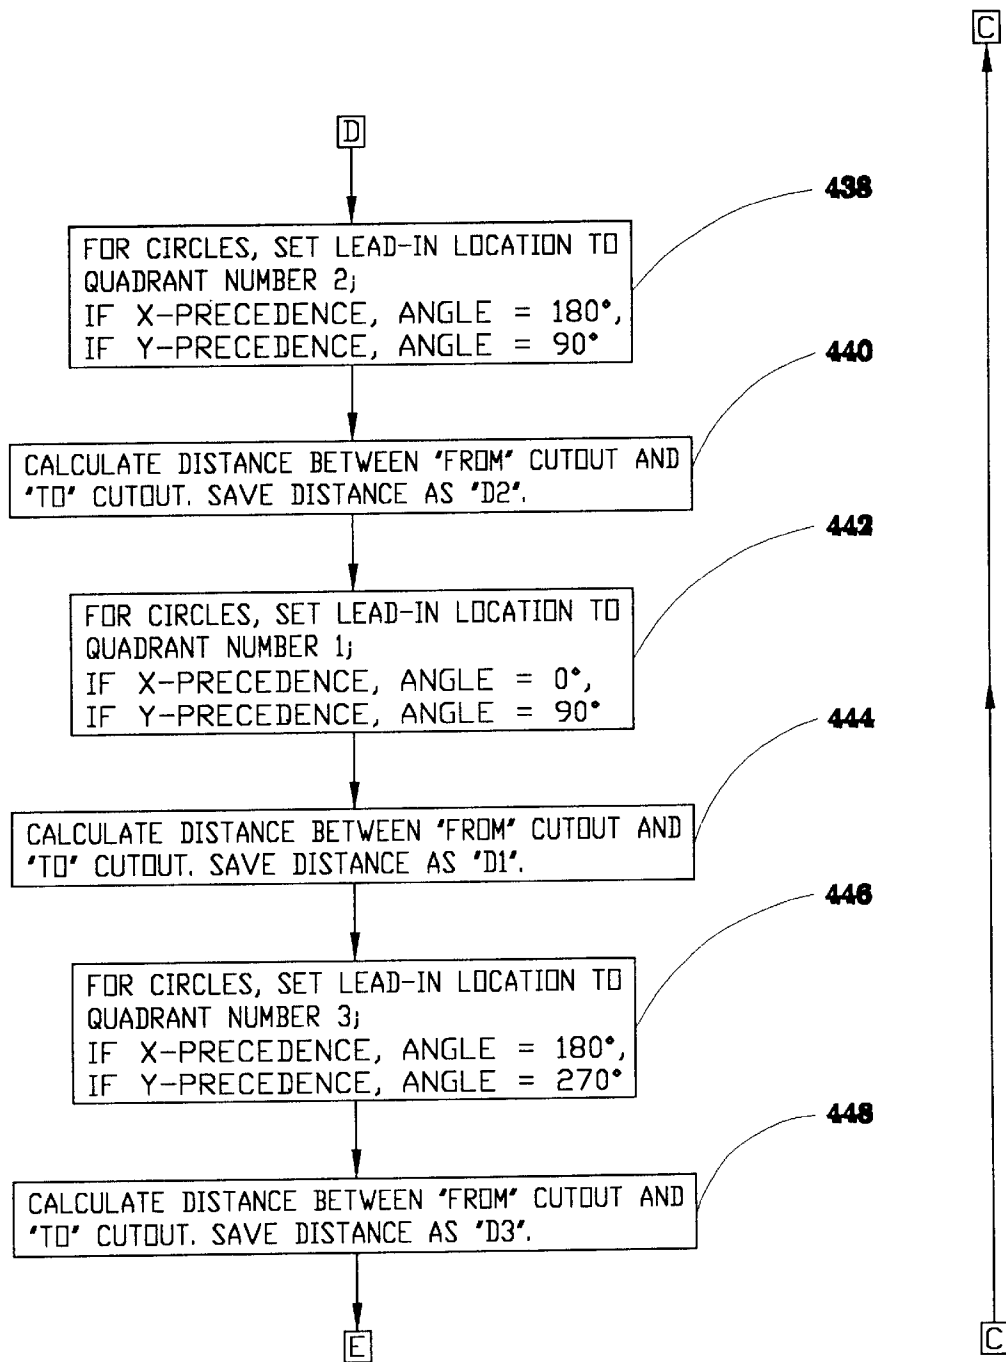 C
D
438
FOR CIRCLES, SET LEAD-IN LOCATION TO
QUADRANT NUMBER 2;
IF X-PRECEDENCE, ANGLE = 180°,
IF Y-PRECEDENCE, ANGLE = 90°
440
CALCULATE DISTANCE BETWEEN "FROM" CUTOUT AND
"TO" CUTOUT. SAVE DISTANCE AS "D2".
442
FOR CIRCLES, SET LEAD-IN LOCATION TO
QUADRANT NUMBER 1;
IF X-PRECEDENCE, ANGLE = 0°,
IF Y-PRECEDENCE, ANGLE = 90°
444
CALCULATE DISTANCE BETWEEN "FROM" CUTOUT AND
"TO" CUTOUT. SAVE DISTANCE AS "D1".
446
FOR CIRCLES, SET LEAD-IN LOCATION TO
QUADRANT NUMBER 3;
IF X-PRECEDENCE, ANGLE = 180°,
IF Y-PRECEDENCE, ANGLE = 270°
448
CALCULATE DISTANCE BETWEEN "FROM" CUTOUT AND
"TO" CUTOUT. SAVE DISTANCE AS "D3".
E
C